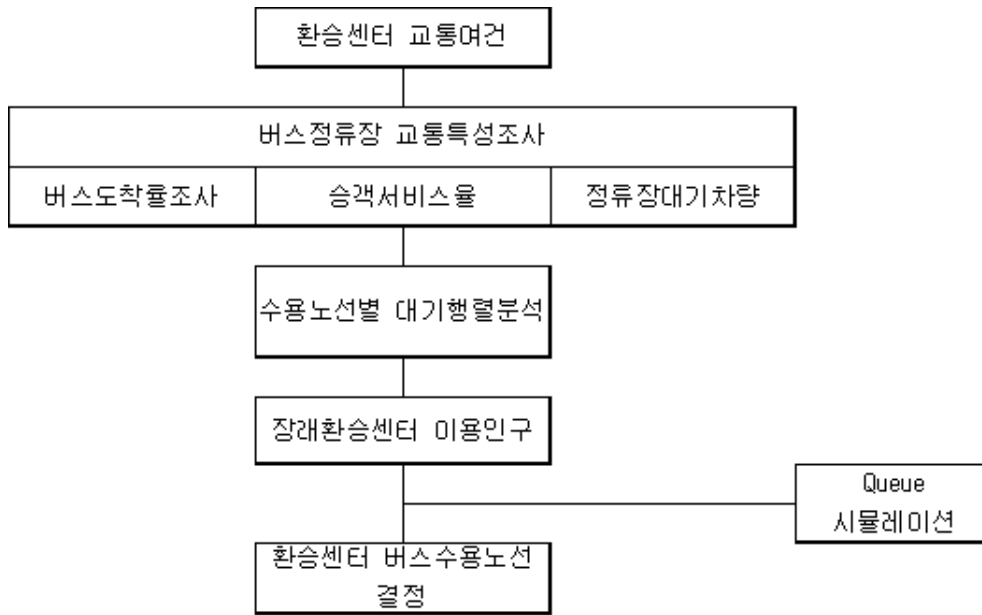 환승센터 교통여건
버스정류장 교통특성조사
버스도착률조사 승객서비스율 정류장대기차량
수용노선별 대기행렬분석
장래환승센터 이용인구
Queue
시뮬레이션
환승센터 버스수용노선
결정